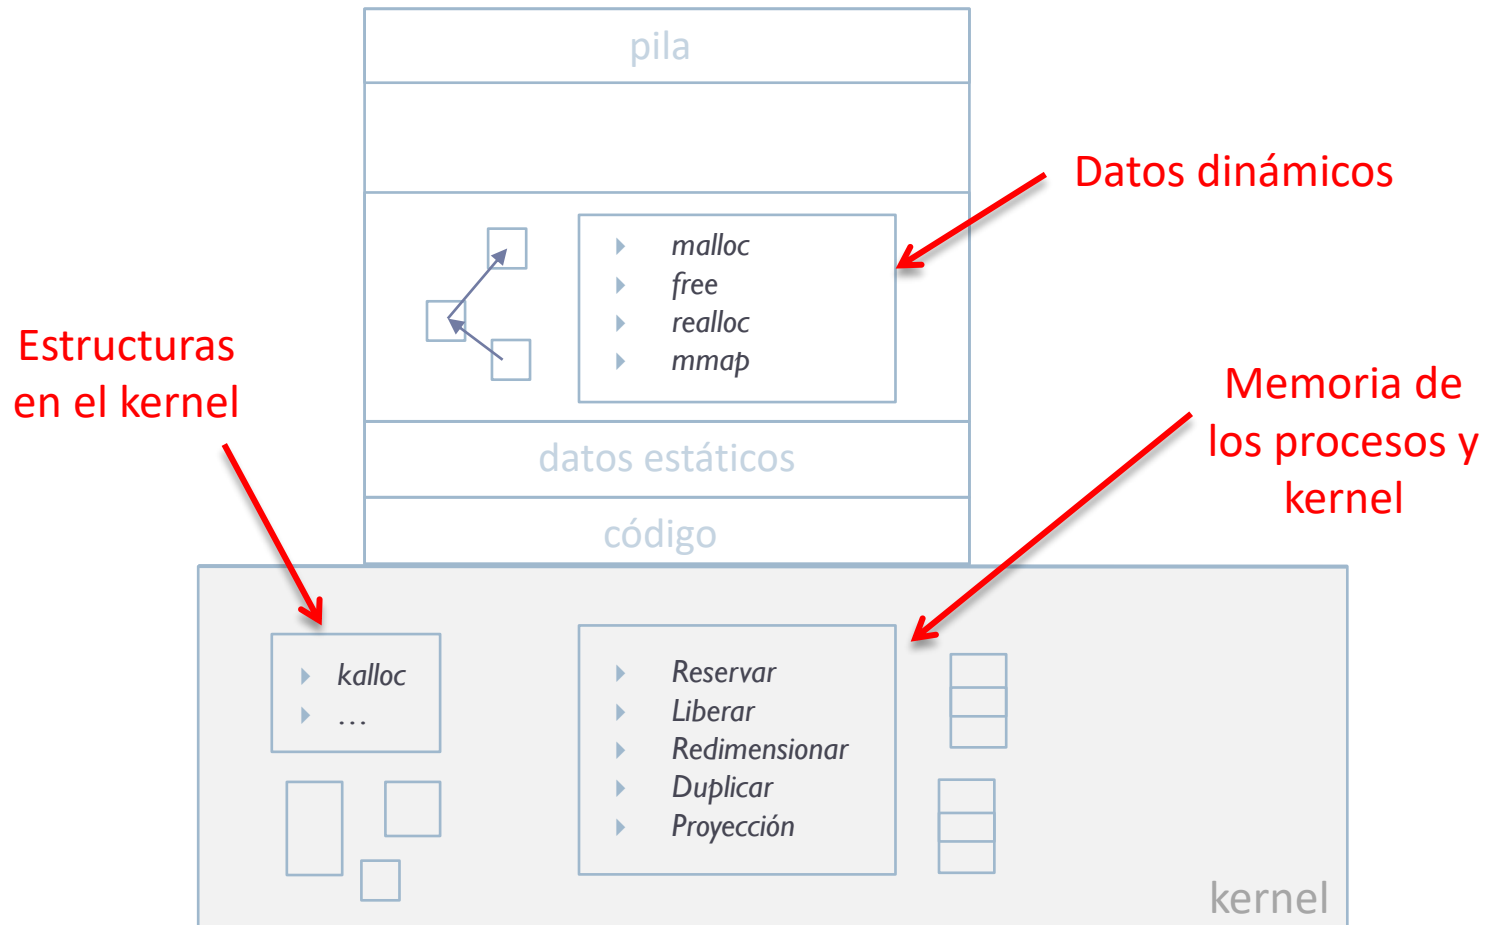 pila
Datos dinámicos
malloc
free
realloc
mmap
Estructuras
en el kernel
Memoria de
los procesos y
kernel
datos estáticos
código
kalloc
…
Reservar
Liberar
Redimensionar
Duplicar
Proyección
kernel